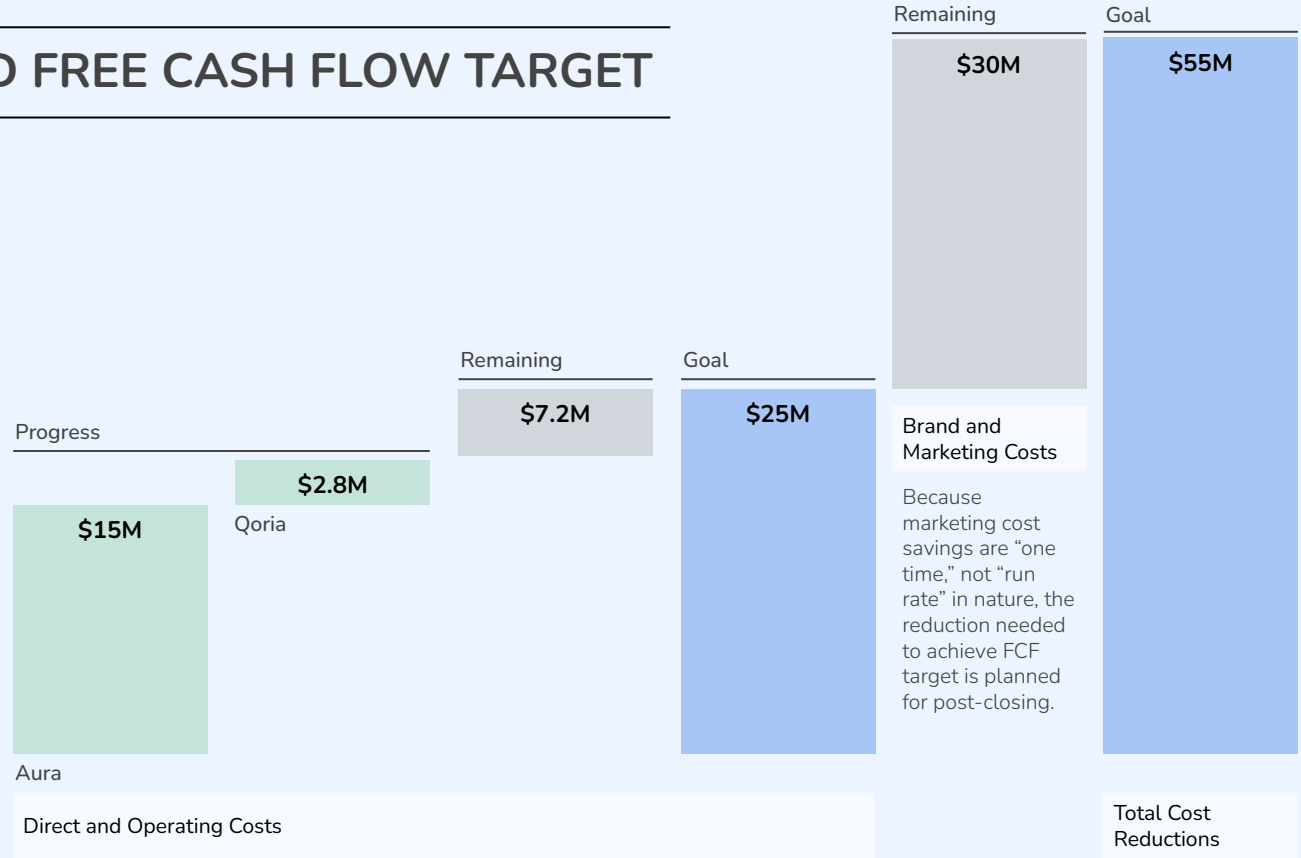 D FREE CASH FLOW TARGET
Progress
$15M
Aura
$2.8M
Qoria
Remaining
$7.2M
Goal
$25M
Direct and Operating Costs
Remaining
$30M
Brand and
Marketing Costs
Because
marketing cost
savings are “one
time,” not “run
rate” in nature, the
reduction needed
to achieve FCF
target is planned
for post-closing.
Goal
$55M
Total Cost
Reductions